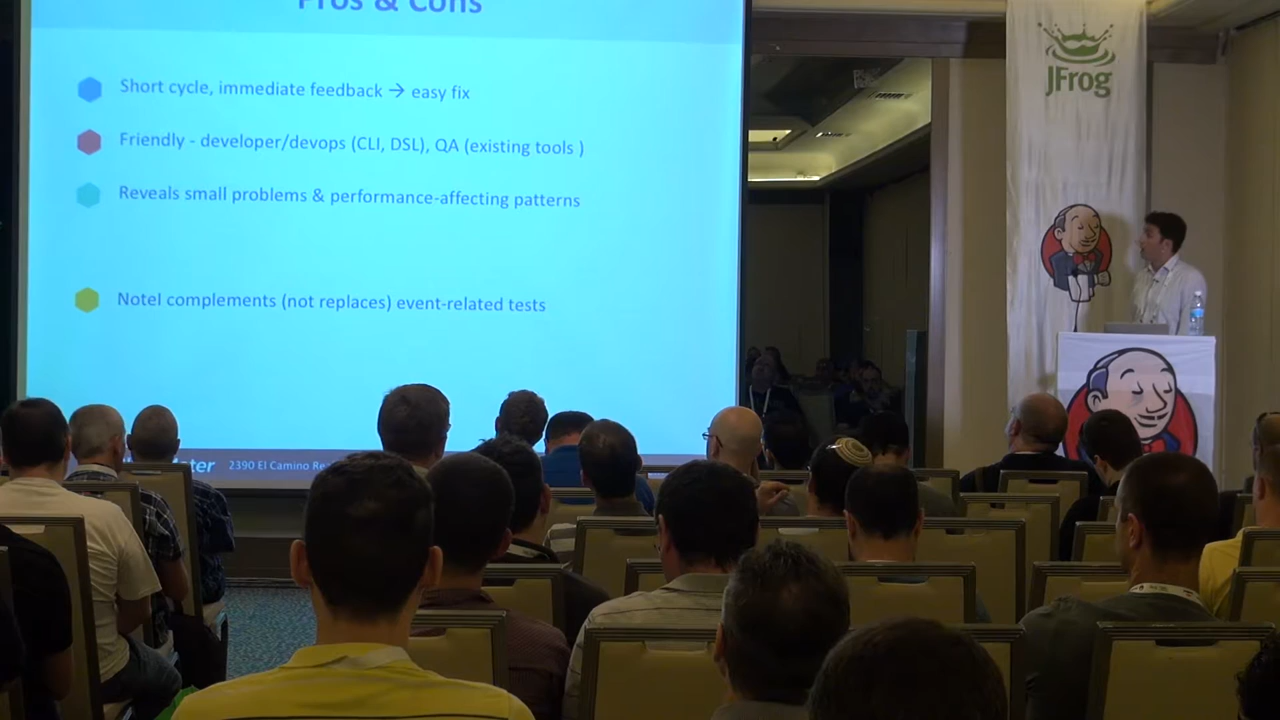 Pros & Cons
Short cycle, immediate feedback → easy fix
Friendly - developer/devops (CLI, DSL), QA (existing tools )
Reveals small problems & performance-affecting patterns
Notel complements (not replaces) event-related tests
2390 El Camino
JFrog